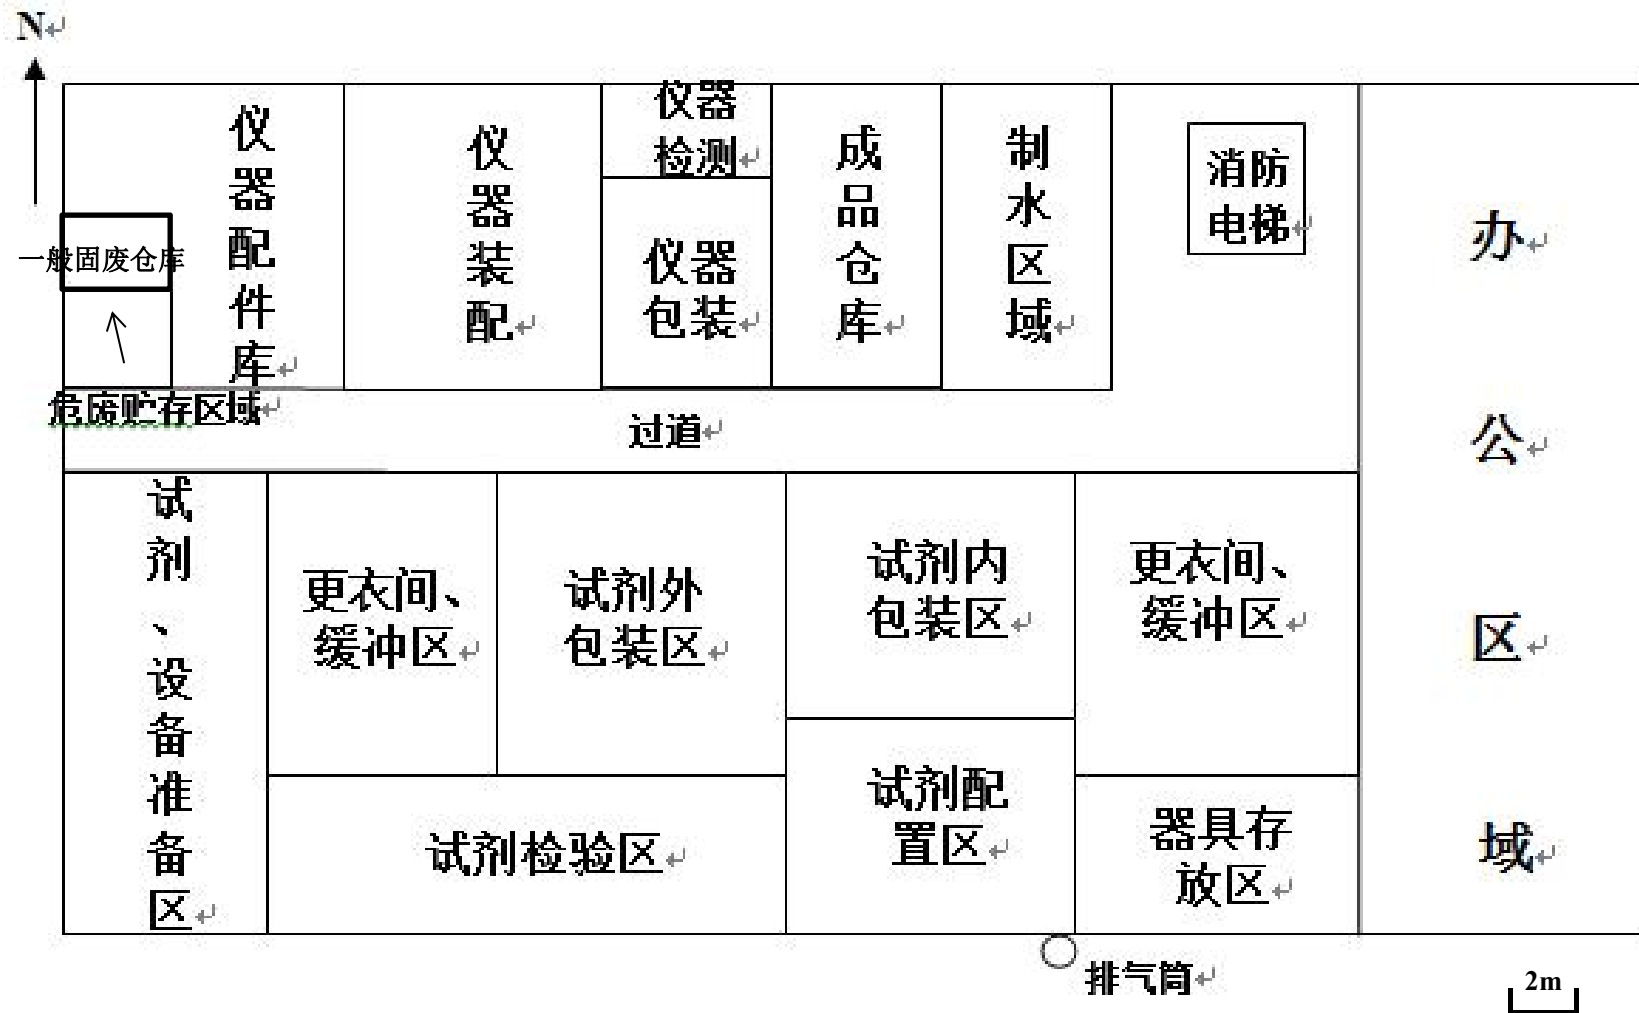 N
仪器配件库
仪器装配
仪器
检测
仪器
包装
成品仓库
制水区域
消防
电梯
办公区域
一般固废仓库
危废贮存区域
过道
试剂、设备准备区
更衣间、
缓冲区
试剂外
包装区
试剂内
包装区
更衣间、
缓冲区
试剂检验区
试剂配
置区
器具存
放区
排气筒
2m